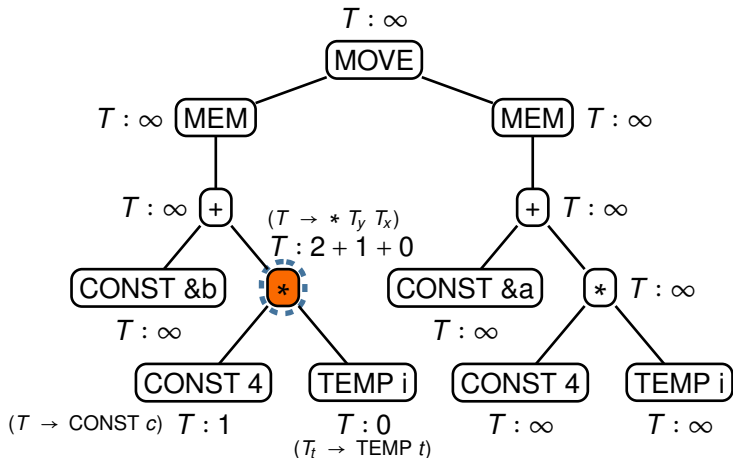 T : ∞
MOVE
T : ∞ MEM MEM T : ∞
T : ∞ + + T : ∞
(T → * T_y T_x)
T : 2 + 1 + 0
CONST &b * CONST &a * T : ∞
T : ∞ T : ∞
CONST 4 TEMP i CONST 4 TEMP i
(T → CONST c) T : 1 T : 0 T : ∞ T : ∞
(T_t → TEMP t)